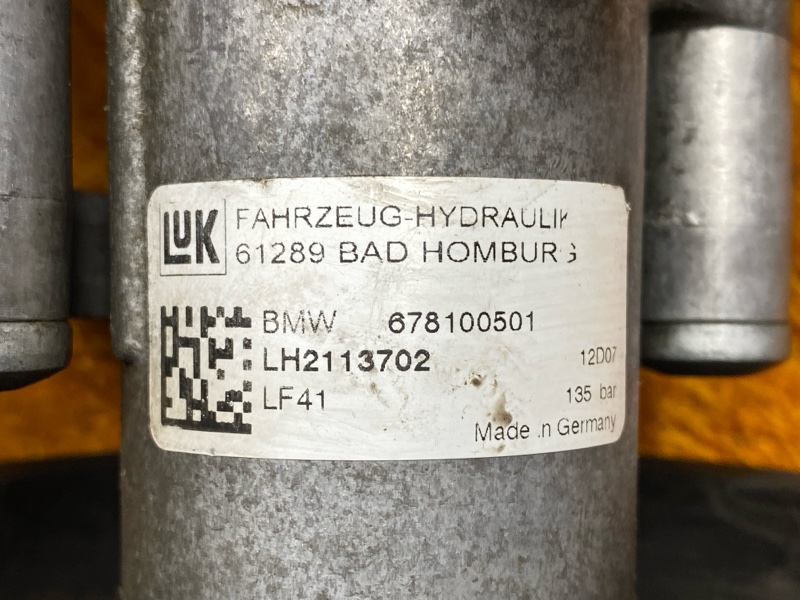 LUK
FAHRZEUG-HYDRAULIK
61289 BAD HOMBURG
BMW 678100501
LH2113702
12D07
LF41
135 bar
Made in Germany